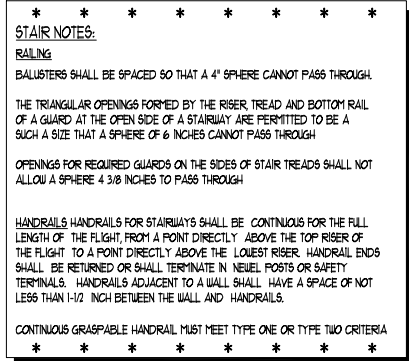 * * * * * * * *
STAIR NOTES:
RAILING
BALUSTERS SHALL BE SPACED SO THAT A 4" SPHERE CANNOT PASS THROUGH.
THE TRIANGULAR OPENINGS FORMED BY THE RISER, TREAD AND BOTTOM RAIL
OF A GUARD AT THE OPEN SIDE OF A STAIRWAY ARE PERMITTED TO BE A
SUCH A SIZE THAT A SPHERE OF 6 INCHES CANNOT PASS THROUGH
OPENINGS FOR REQUIRED GUARDS ON THE SIDES OF STAIR TREADS SHALL NOT
ALLOW A SPHERE 4 3/8 INCHES TO PASS THROUGH
HANDRAILS HANDRAILS FOR STAIRWAYS SHALL BE CONTINUOUS FOR THE FULL
LENGTH OF THE FLIGHT, FROM A POINT DIRECTLY ABOVE THE TOP RISER OF
THE FLIGHT TO A POINT DIRECTLY ABOVE THE LOWEST RISER. HANDRAIL ENDS
SHALL BE RETURNED OR SHALL TERMINATE IN NEWEL POSTS OR SAFETY
TERMINALS. HANDRAILS ADJACENT TO A WALL SHALL HAVE A SPACE OF NOT
LESS THAN 1-1/2 INCH BETWEEN THE WALL AND HANDRAILS.
CONTINUOUS GRASPABLE HANDRAIL MUST MEET TYPE ONE OR TYPE TWO CRITERIA
* * * * * * * *